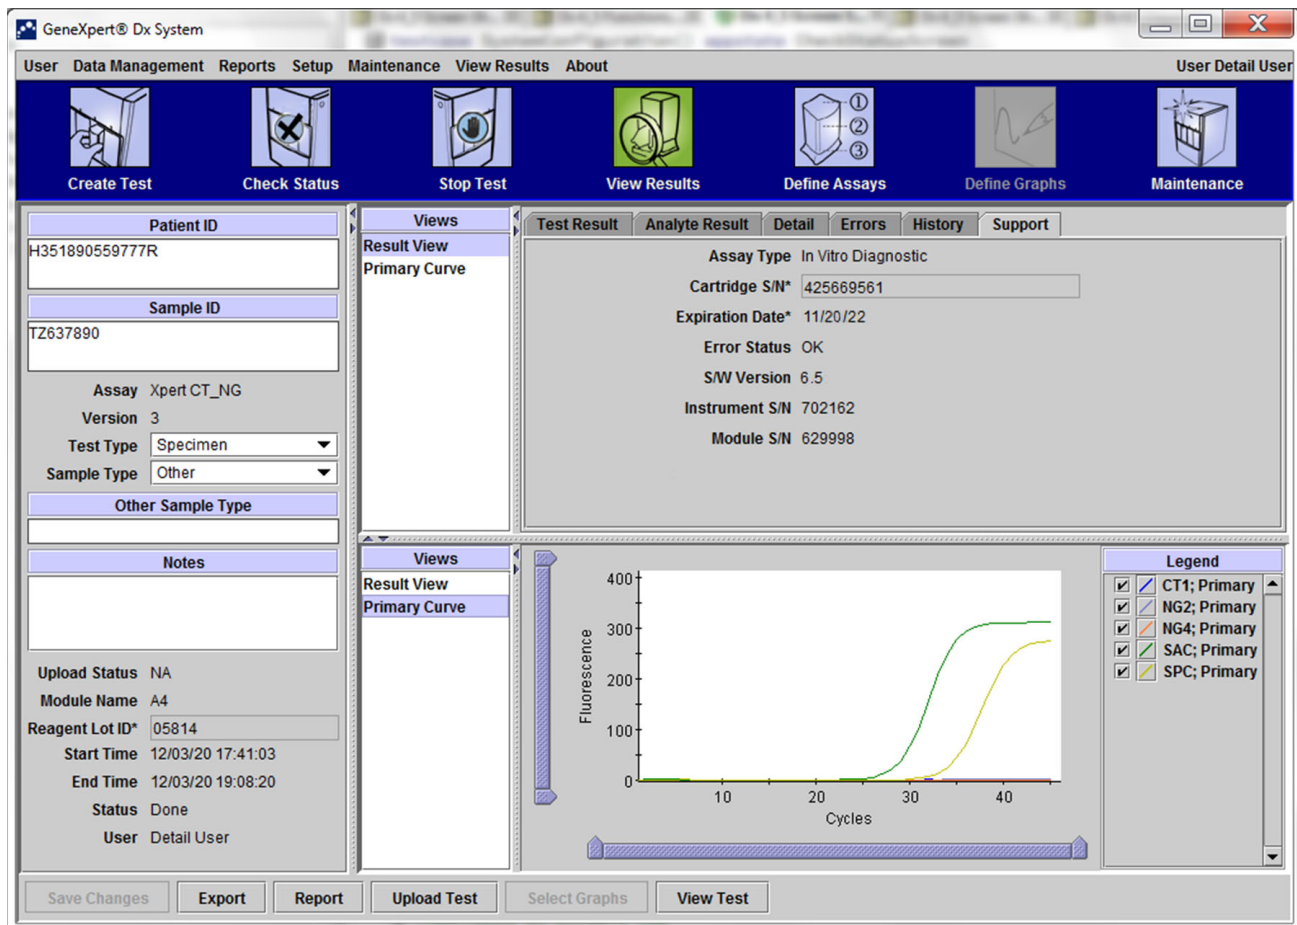 GeneXpert® Dx System
User Data Management Reports Setup Maintenance View Results About User Detail User
① ② ③
Create Test Check Status Stop Test View Results Define Assays Define Graphs Maintenance
Patient ID
H351890559777R
Sample ID
TZ637890
Assay Xpert CT_NG
Version 3
Test Type Specimen
Sample Type Other
Other Sample Type
Notes
Upload Status NA
Module Name A4
Reagent Lot ID* 05814
Start Time 12/03/20 17:41:03
End Time 12/03/20 19:08:20
Status Done
User Detail User
Views
Result View
Primary Curve
Test Result Analyte Result Detail Errors History Support
Assay Type In Vitro Diagnostic
Cartridge S/N* 425669561
Expiration Date* 11/20/22
Error Status OK
S/W Version 6.5
Instrument S/N 702162
Module S/N 629998
Views
Result View
Primary Curve
Fluorescence
400
300
200
100
0
10 20 30 40
Cycles
Legend
CT1; Primary
NG2; Primary
NG4; Primary
SAC; Primary
SPC; Primary
Save Changes Export Report Upload Test Select Graphs View Test